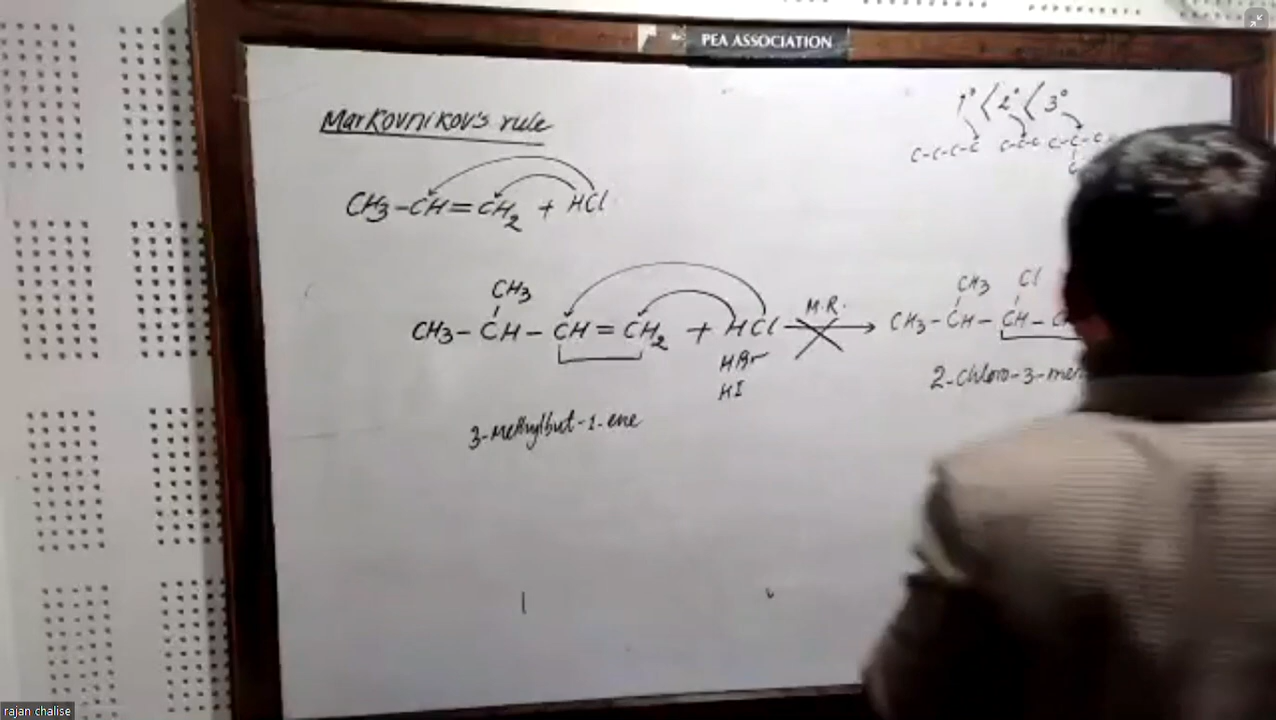 PEA ASSOCIATION
1° < 2° < 3°
C-C-C-C C-C-C C-C-C
C
Markovnikov's rule
CH3-CH=CH2 + HCl
CH3 CH3 Cl
CH3-CH-CH=CH2 + HCl M.R. CH3-CH-CH-
HBr
HI
2-chloro-3-
3-methylbut-1-ene
rajan chalise